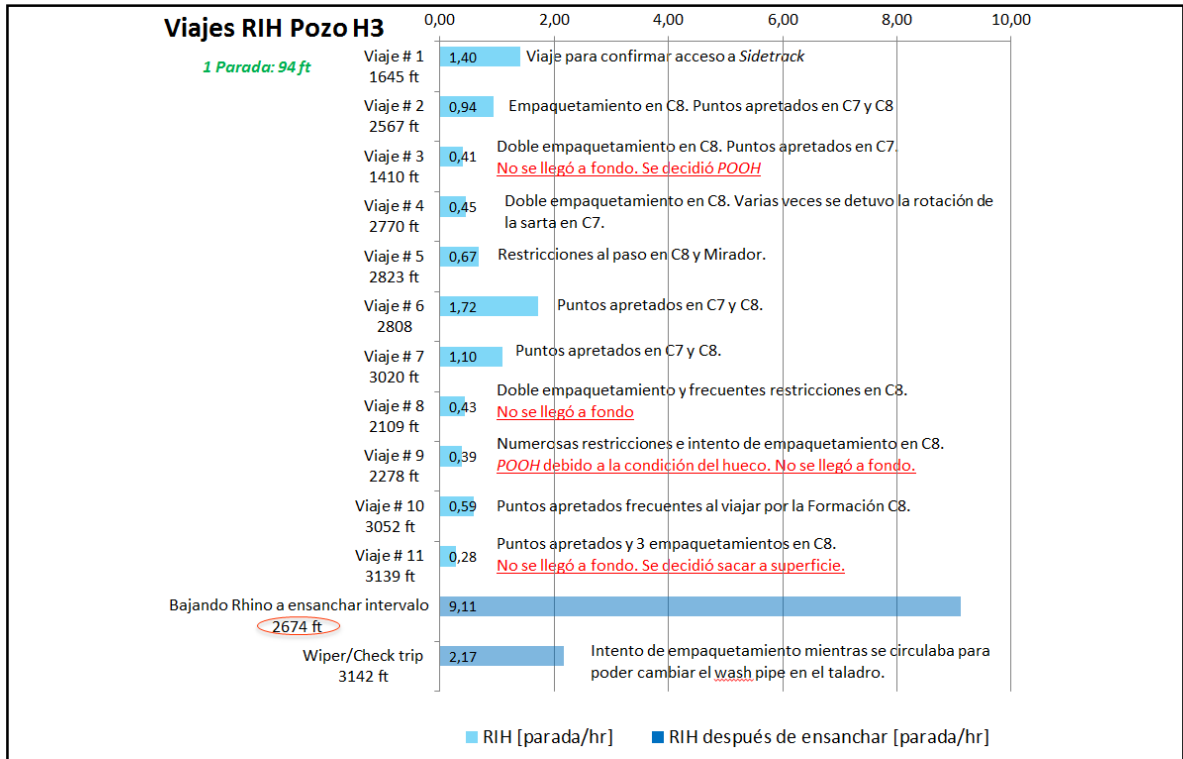 Viajes RIH Pozo H3
0,00 2,00 4,00 6,00 8,00 10,00
1 Parada: 94 ft
Viaje # 1
1645 ft
1,40
Viaje para confirmar acceso a Sidetrack
Viaje # 2
2567 ft
0,94
Empaquetamiento en C8. Puntos apretados en C7 y C8
Viaje # 3
1410 ft
0,41
Doble empaquetamiento en C8. Puntos apretados en C7.
No se llegó a fondo. Se decidió POOH
Viaje # 4
2770 ft
0,45
Doble empaquetamiento en C8. Varias veces se detuvo la rotación de
la sarta en C7.
Viaje # 5
2823 ft
0,67
Restricciones al paso en C8 y Mirador.
Viaje # 6
2808
1,72
Puntos apretados en C7 y C8.
Viaje # 7
3020 ft
1,10
Puntos apretados en C7 y C8.
Viaje # 8
2109 ft
0,43
Doble empaquetamiento y frecuentes restricciones en C8.
No se llegó a fondo
Viaje # 9
2278 ft
0,39
Numerosas restricciones e intento de empaquetamiento en C8.
POOH debido a la condición del hueco. No se llegó a fondo.
Viaje # 10
3052 ft
0,59
Puntos apretados frecuentes al viajar por la Formación C8.
Viaje # 11
3139 ft
0,28
Puntos apretados y 3 empaquetamientos en C8.
No se llegó a fondo. Se decidió sacar a superficie.
Bajando Rhino a ensanchar intervalo
2674 ft
9,11
Wiper/Check trip
3142 ft
2,17
Intento de empaquetamiento mientras se circulaba para
poder cambiar el wash pipe en el taladro.
RIH [parada/hr]
RIH después de ensanchar [parada/hr]